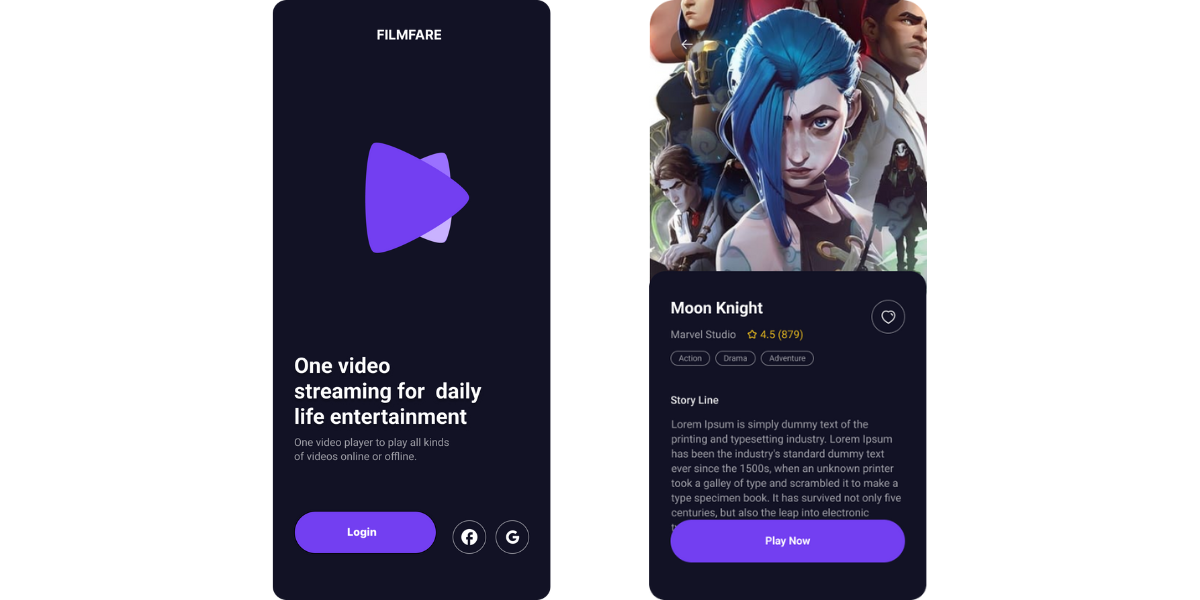 FILMFARE
One video
streaming for  daily
life entertainment
One video player to play all kinds
of videos online or offline.
Login
G
Moon Knight
Marvel Studio 4.5 (879)
Action Drama Adventure
Story Line
Lorem Ipsum is simply dummy text of the
printing and typesetting industry. Lorem Ipsum
has been the industry's standard dummy text
ever since the 1500s, when an unknown printer
took a galley of type and scrambled it to make a
type specimen book. It has survived not only five
centuries, but also the leap into electronic
Play Now